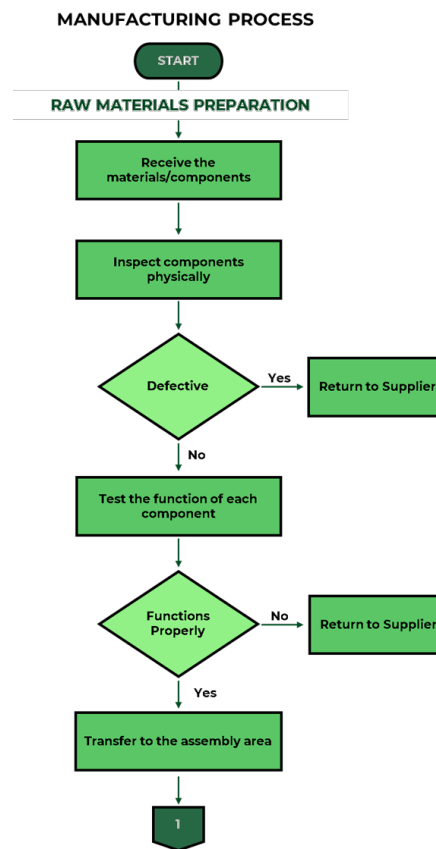 MANUFACTURING PROCESS
START
RAW MATERIALS PREPARATION
Receive the
materials/components
Inspect components
physically
Defective
Yes
Return to Supplier
No
Test the function of each
component
Functions
Properly
No
Return to Supplier
Yes
Transfer to the assembly area
1